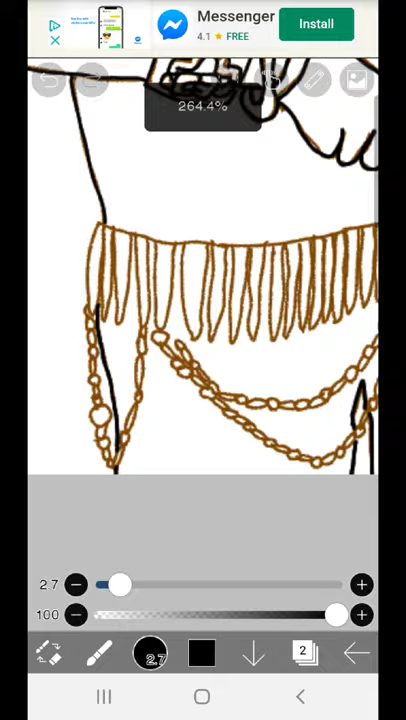 Messenger
Install
4.1 ★ FREE
264.4%
2.7
100
2.7
2